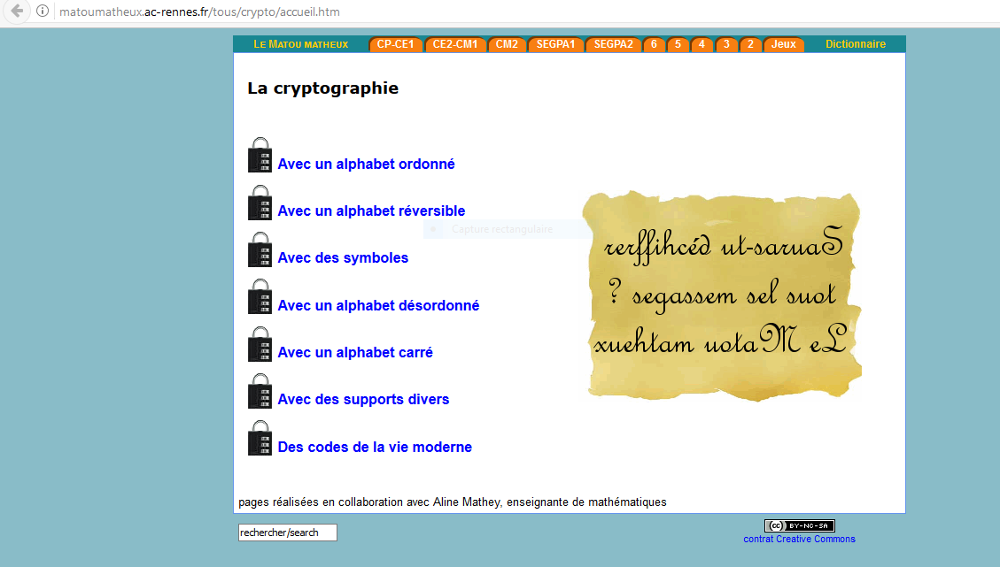 matoumatheux.ac-rennes.fr/tous/crypto/accueil.htm
LE MATOU MATHEUX CP-CE1 CE2-CM1 CM2 SEGPA1 SEGPA2 6 5 4 3 2 Jeux Dictionnaire
La cryptographie
Avec un alphabet ordonné
Avec un alphabet réversible
Capture rectangulaire
Avec des symboles
Avec un alphabet désordonné
Avec un alphabet carré
Avec des supports divers
Des codes de la vie moderne
rerffihcéd ut-saruaS
? segassem sel suot
xuehtam uotaM eL
pages réalisées en collaboration avec Aline Mathey, enseignante de mathématiques
rechercher/search
cc BY-NC-SA
contrat Creative Commons